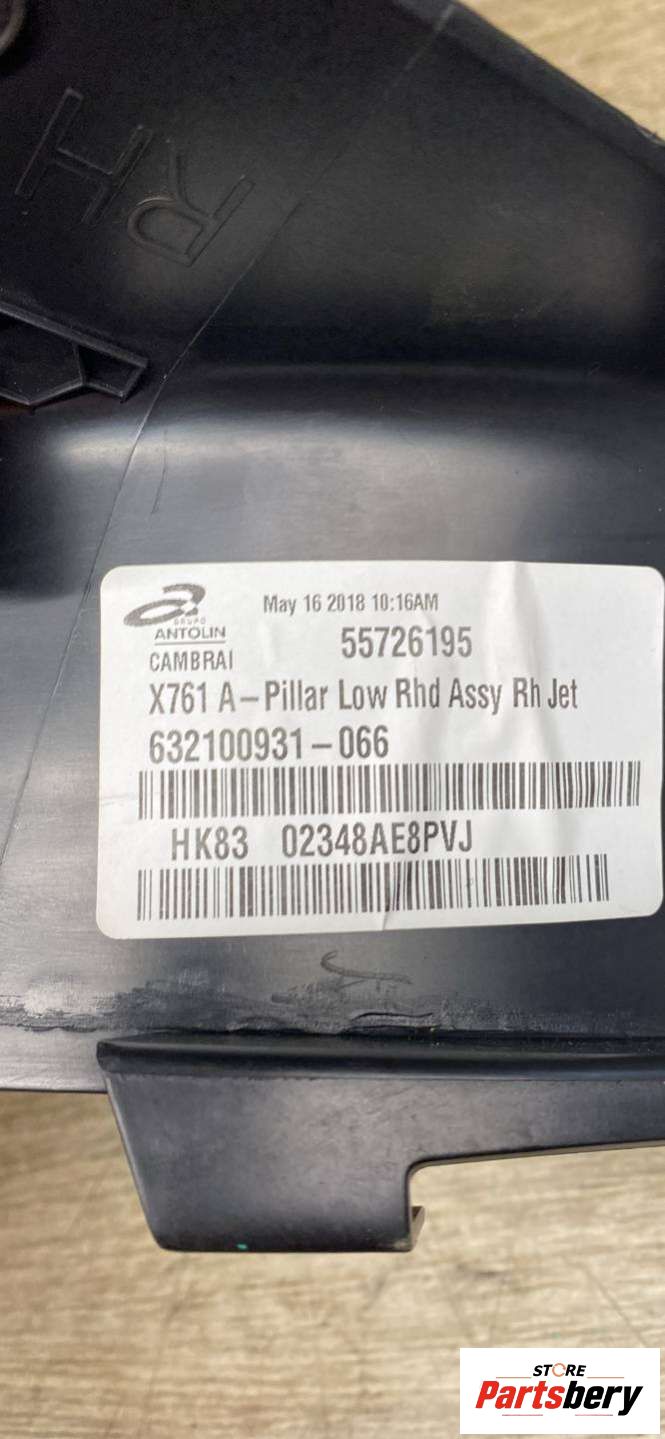 RH
GRUPO
ANTOLIN
May 16 2018 10:16AM
CAMBRAI
55726195
X761 A-Pillar Low Rhd Assy Rh Jet
632100931-066
HK83 02348AE8PVJ
STORE
Partsbery